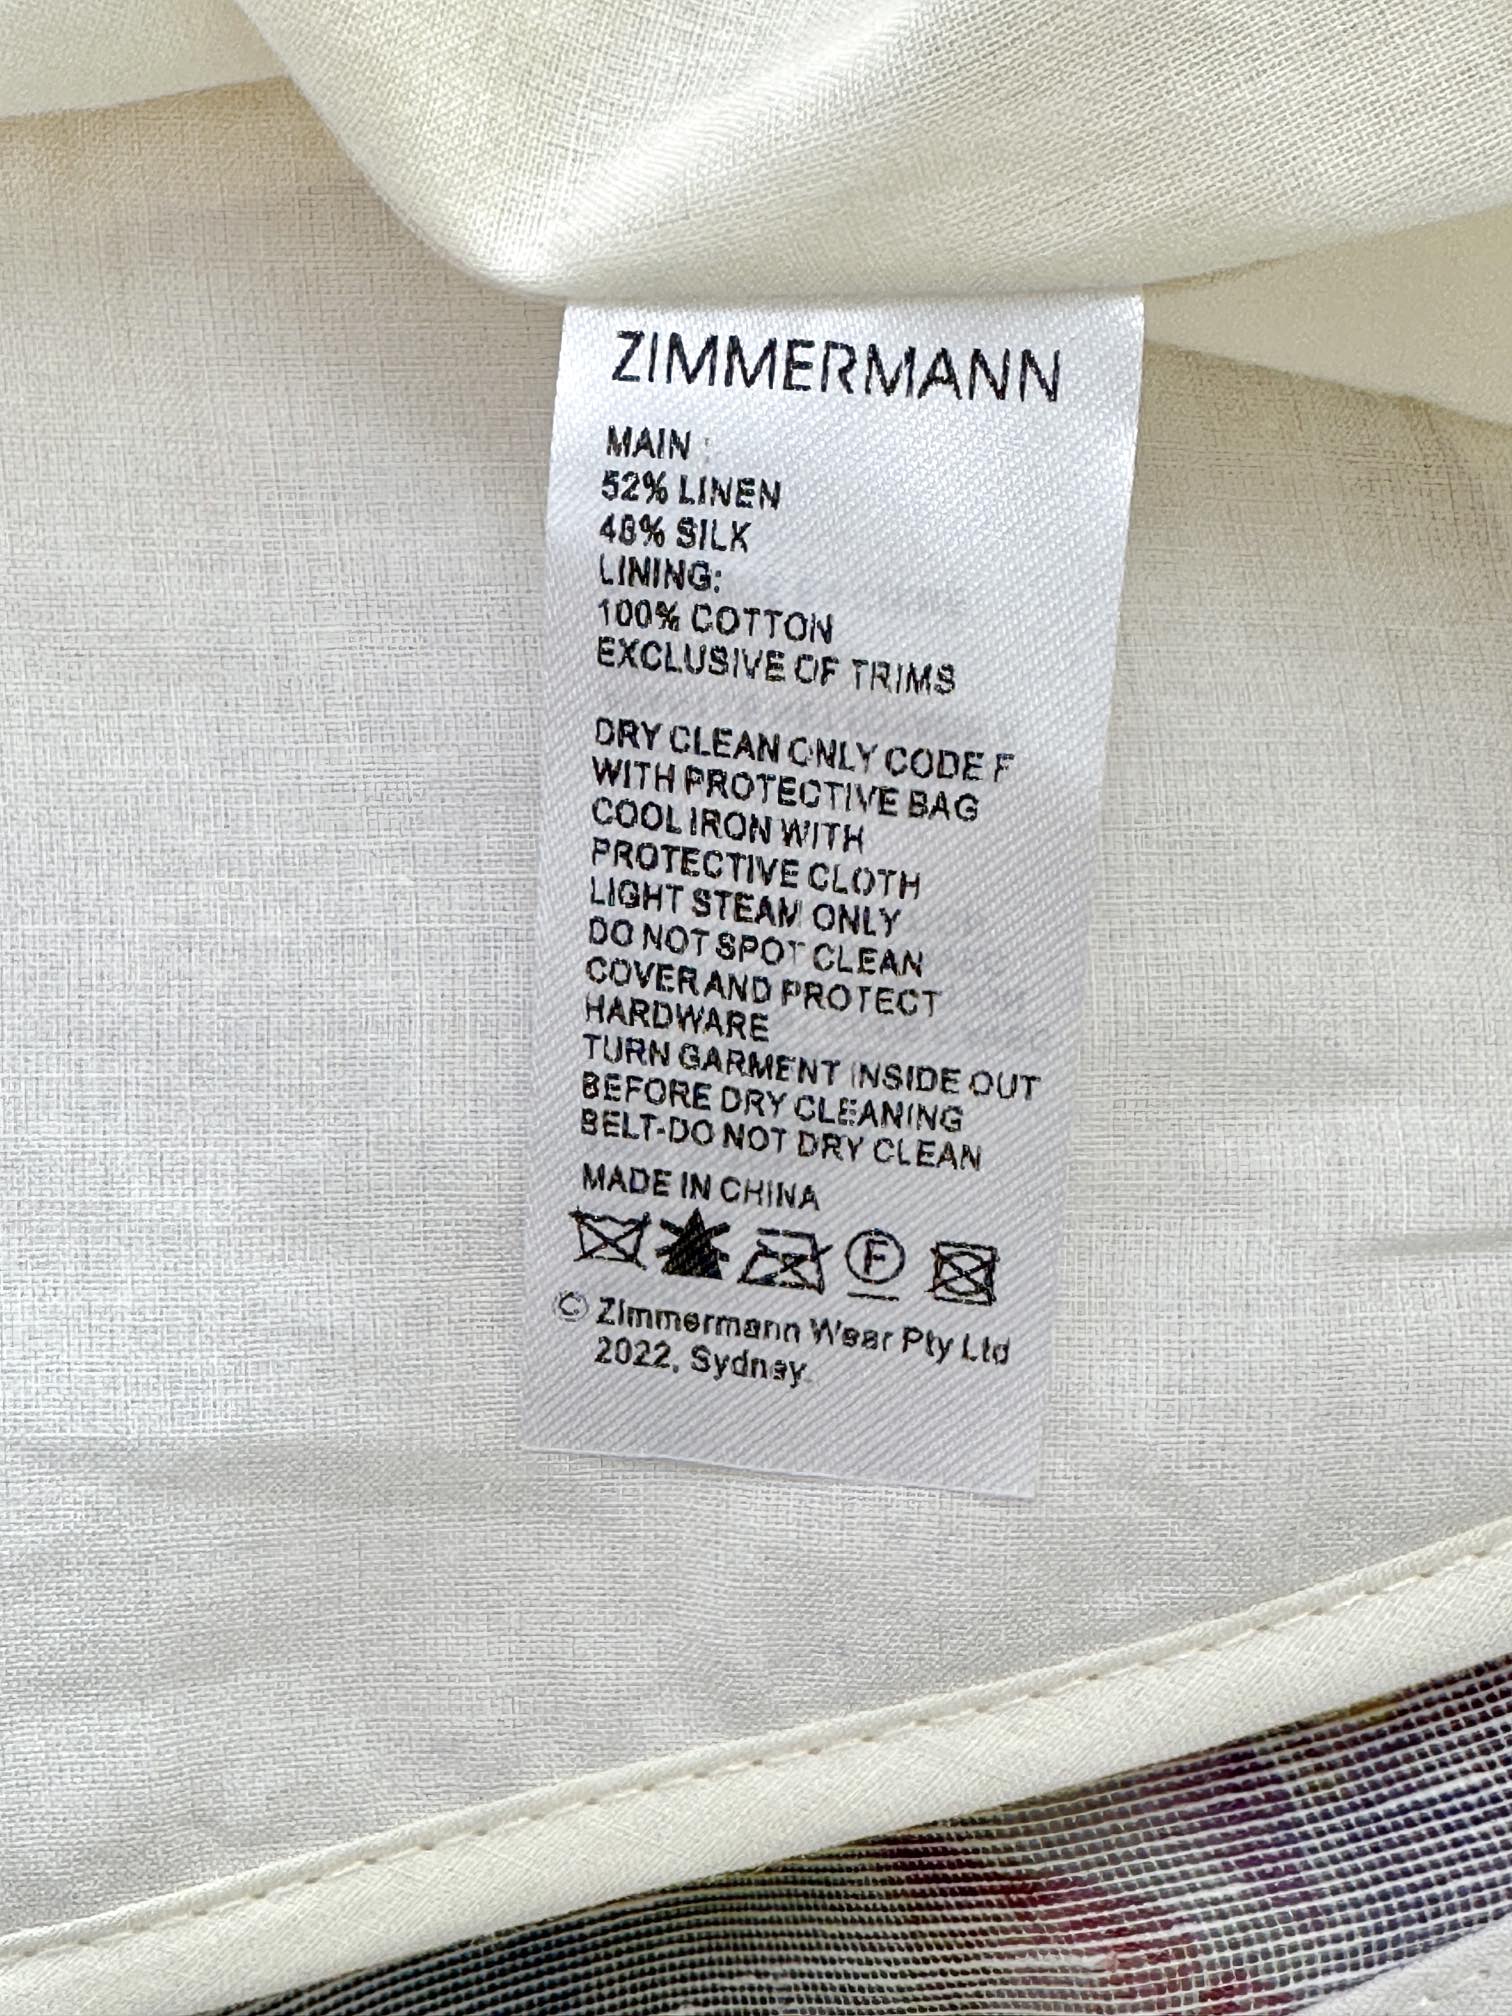 ZIMMERMANN
MAIN :
52% LINEN
48% SILK
LINING:
100% COTTON
EXCLUSIVE OF TRIMS
DRY CLEAN ONLY CODE F
WITH PROTECTIVE BAG
COOL IRON WITH
PROTECTIVE CLOTH
LIGHT STEAM ONLY
DO NOT SPOT CLEAN
COVER AND PROTECT
HARDWARE
TURN GARMENT INSIDE OUT
BEFORE DRY CLEANING
BELT-DO NOT DRY CLEAN
MADE IN CHINA
F
© Zimmermann Wear Pty Ltd
2022, Sydney.